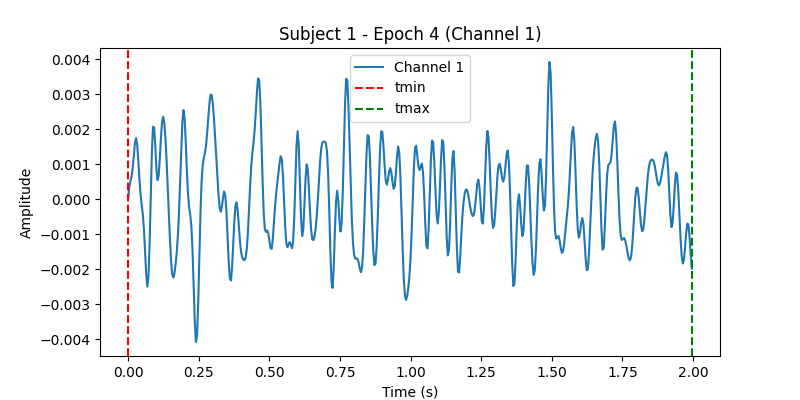 Subject 1 - Epoch 4 (Channel 1)
Channel 1
tmin
tmax
Amplitude
0.004
0.003
0.002
0.001
0.000
−0.001
−0.002
−0.003
−0.004
0.00 0.25 0.50 0.75 1.00 1.25 1.50 1.75 2.00
Time (s)